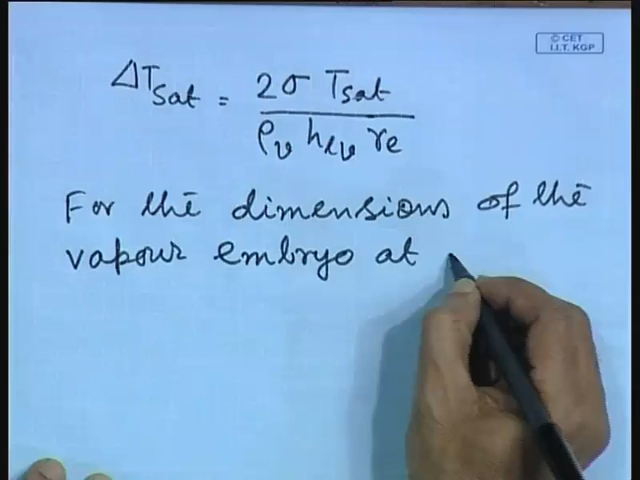 © CET
I.I.T. KGP
ΔTsat = 2σ Tsat
ρv hlv re
For the dimensions of the
vapour embryo at